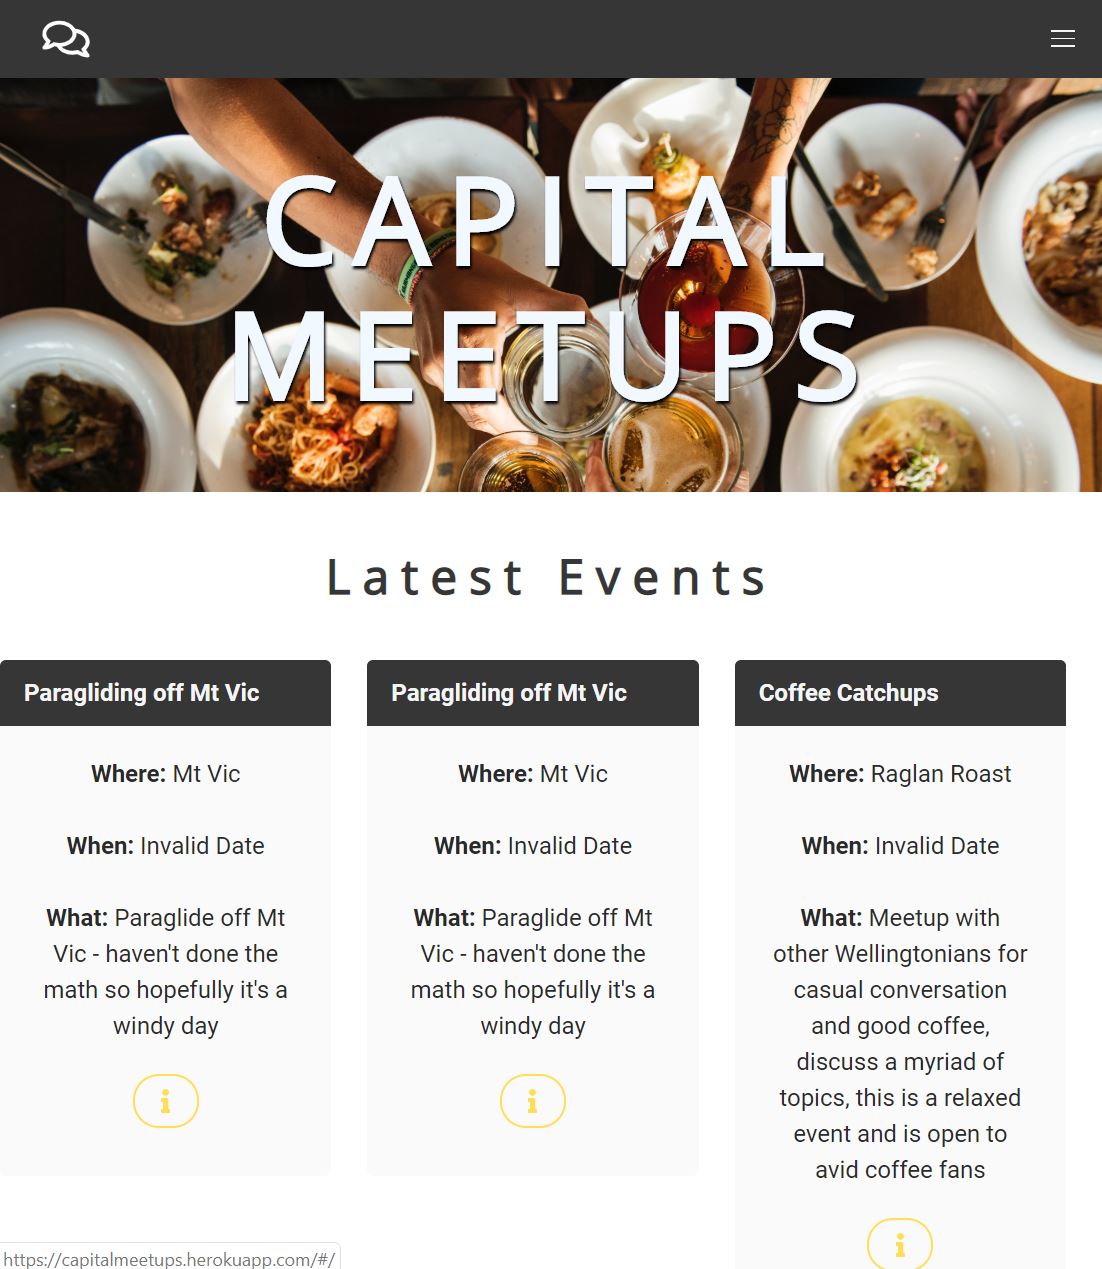 CAPITAL
MEETUPS
Latest Events
Paragliding off Mt Vic
Where: Mt Vic
When: Invalid Date
What: Paraglide off Mt
Vic - haven't done the
math so hopefully it's a
windy day
Paragliding off Mt Vic
Where: Mt Vic
When: Invalid Date
What: Paraglide off Mt
Vic - haven't done the
math so hopefully it's a
windy day
Coffee Catchups
Where: Raglan Roast
When: Invalid Date
What: Meetup with
other Wellingtonians for
casual conversation
and good coffee,
discuss a myriad of
topics, this is a relaxed
event and is open to
avid coffee fans
https://capitalmeetups.herokuapp.com/#/